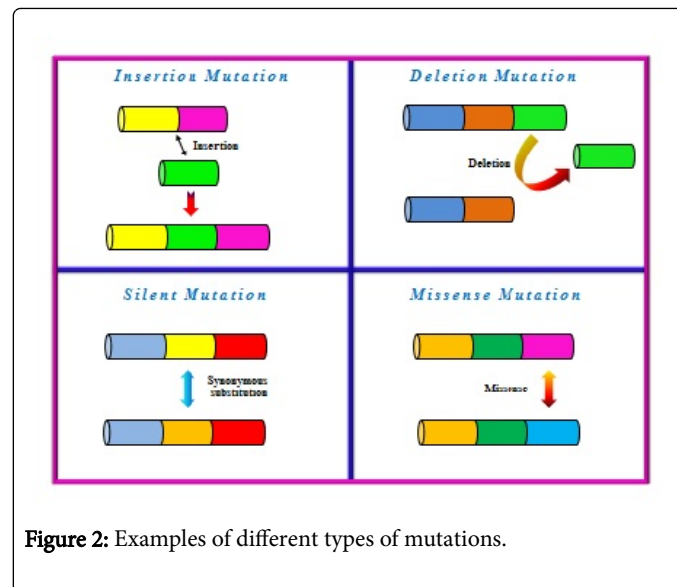 Insertion Mutation
Insertion
Deletion Mutation
Deletion
Silent Mutation
Synonymous
substitution
Missense Mutation
Missense
Figure 2: Examples of different types of mutations.